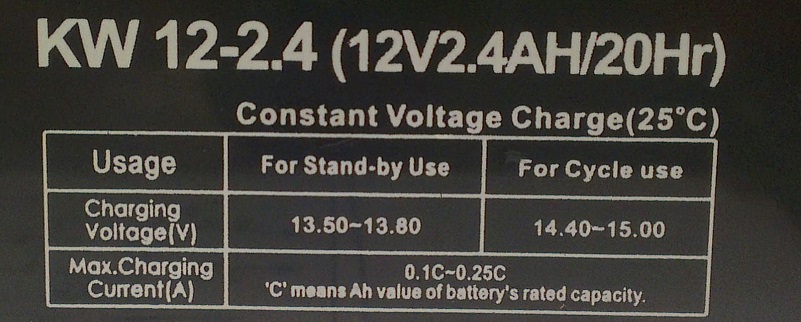 KW 12-2.4 (12V2.4AH/20Hr)
Constant Voltage Charge(25°C)
Usage For Stand-by Use For Cycle use
Charging
Voltage(V) 13.50~13.80 14.40~15.00
Max.Charging
Current(A) 0.1C~0.25C
'C' means Ah value of battery's rated capacity.